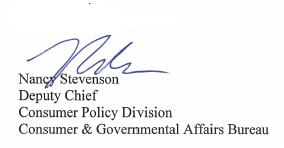 Nancy Stevenson
Deputy Chief
Consumer Policy Division
Consumer & Governmental Affairs Bureau